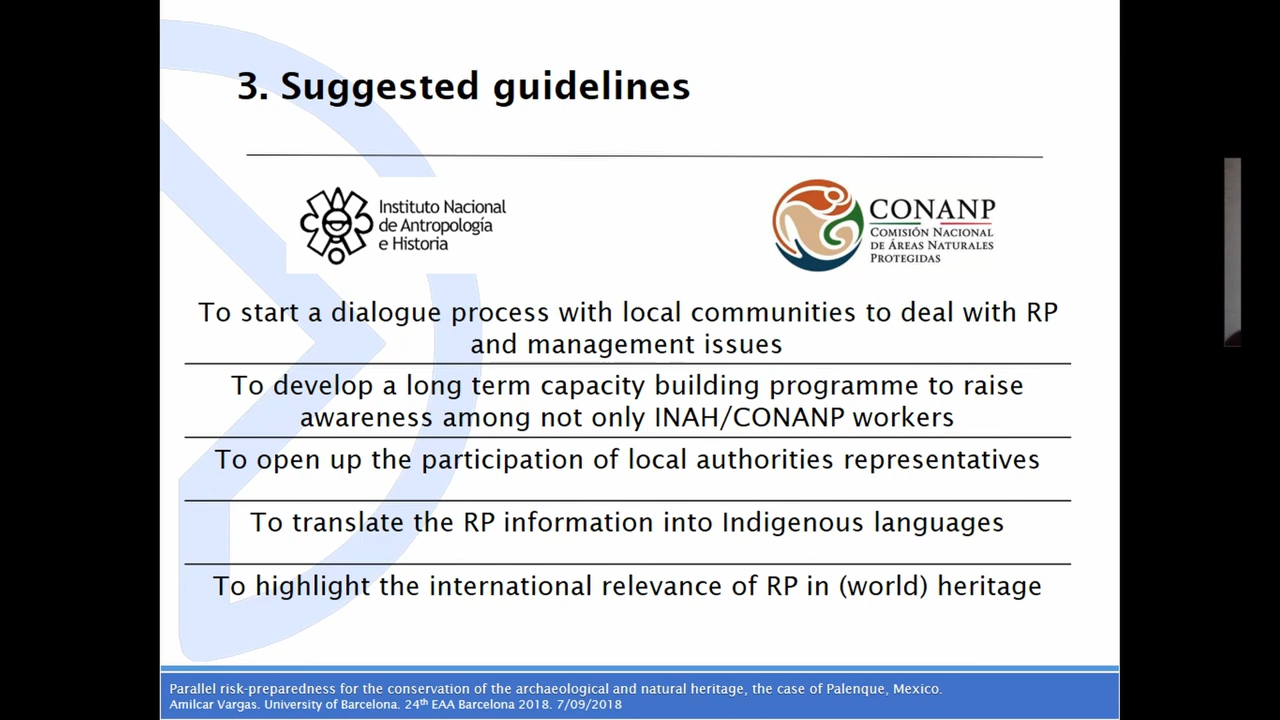 3. Suggested guidelines
Instituto Nacional
de Antropología
e Historia
CONANP
COMISIÓN NACIONAL
DE ÁREAS NATURALES
PROTEGIDAS
To start a dialogue process with local communities to deal with RP
and management issues
To develop a long term capacity building programme to raise
awareness among not only INAH/CONANP workers
To open up the participation of local authorities representatives
To translate the RP information into Indigenous languages
To highlight the international relevance of RP in (world) heritage
Parallel risk-preparedness for the conservation of the archaeological and natural heritage, the case of Palenque, Mexico.
Amilcar Vargas. University of Barcelona. 24th EAA Barcelona 2018. 7/09/2018